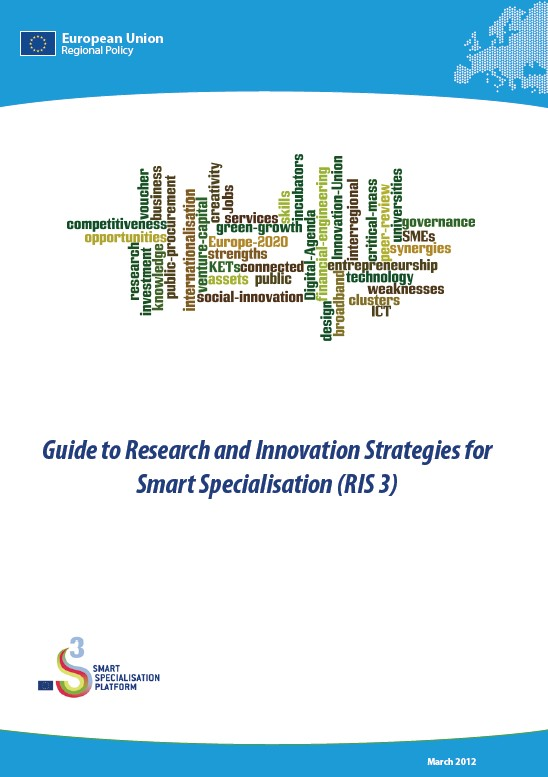 European Union
Regional Policy
voucher
business
public-procurement
creativity
Jobs
incubators
skills
services
green-growth
competitiveness
opportunities
research
investment
knowledge
internationalisation
venture-capital
Europe-2020
strengths
KETs
connected
assets
public
social-innovation
Digital-Agenda
financial-engineering
Innovation-Union
interregional
critical-mass
peer-review
universities
governance
SMEs
synergies
entrepreneurship
technology
weaknesses
clusters
ICT
design
broadband
Guide to Research and Innovation Strategies for
Smart Specialisation (RIS 3)
3
S
SMART
SPECIALISATION
PLATFORM
March 2012